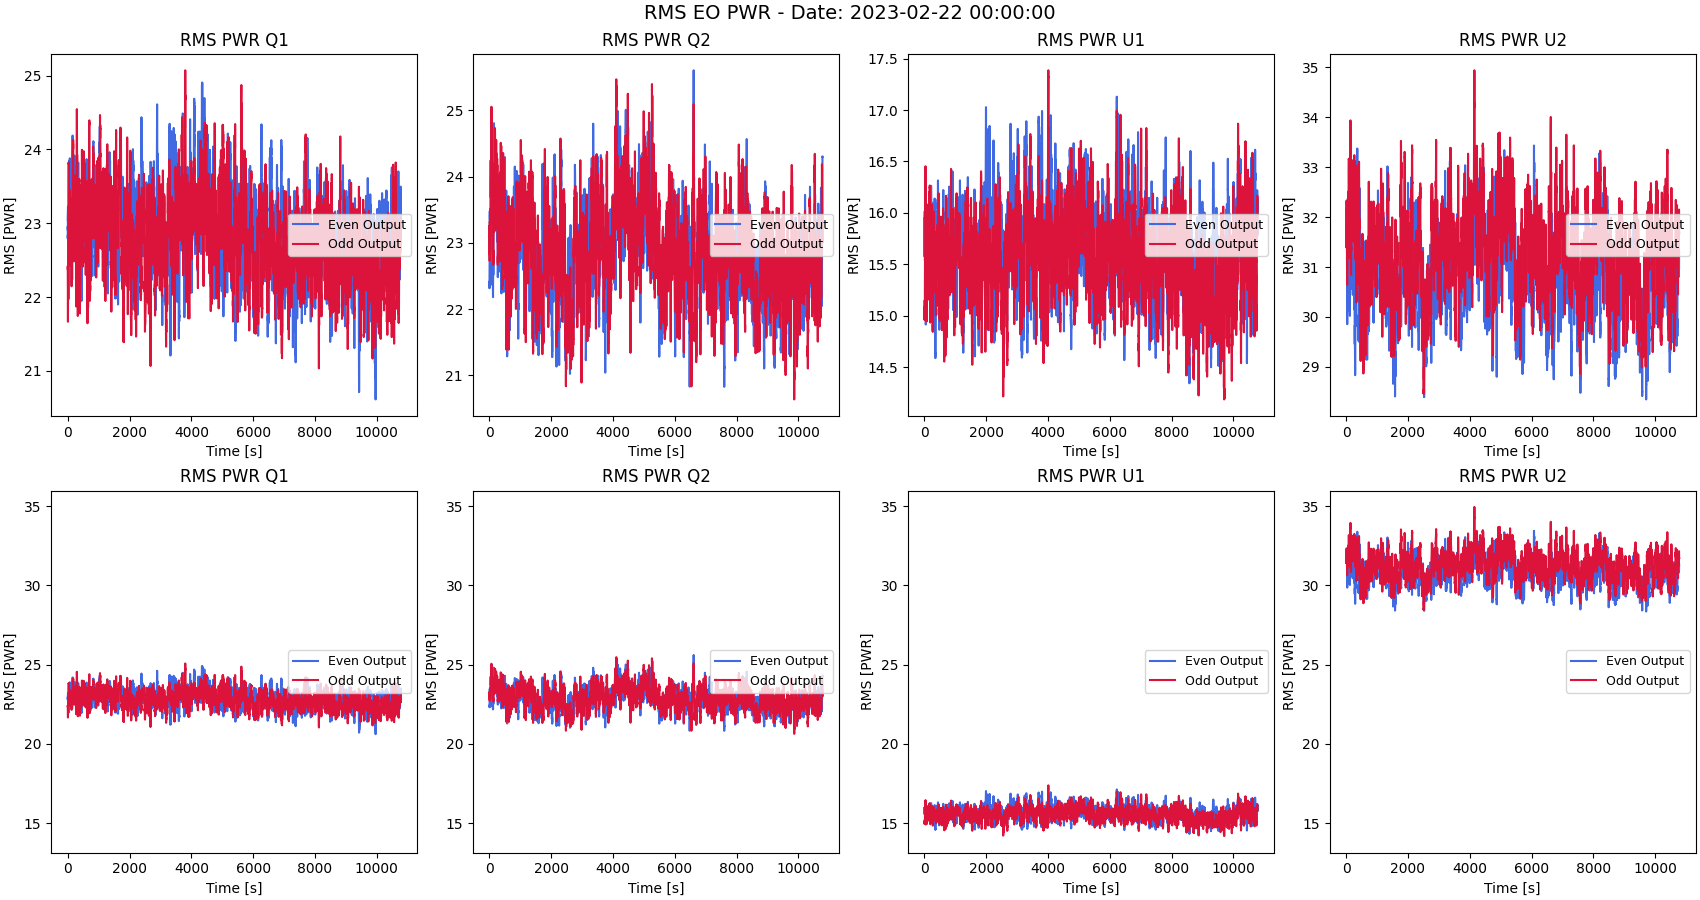 RMS EO PWR - Date: 2023-02-22 00:00:00
RMS PWR Q1
RMS [PWR]
25
24
23
22
21
0 2000 4000 6000 8000 10000
Time [s]
Even Output
Odd Output
RMS PWR Q2
RMS [PWR]
25
24
23
22
21
0 2000 4000 6000 8000 10000
Time [s]
Even Output
Odd Output
RMS PWR U1
RMS [PWR]
17.5
17.0
16.5
16.0
15.5
15.0
14.5
0 2000 4000 6000 8000 10000
Time [s]
Even Output
Odd Output
RMS PWR U2
RMS [PWR]
35
34
33
32
31
30
29
0 2000 4000 6000 8000 10000
Time [s]
Even Output
Odd Output
RMS PWR Q1
RMS [PWR]
35
30
25
20
15
0 2000 4000 6000 8000 10000
Time [s]
Even Output
Odd Output
RMS PWR Q2
RMS [PWR]
35
30
25
20
15
0 2000 4000 6000 8000 10000
Time [s]
Even Output
Odd Output
RMS PWR U1
RMS [PWR]
35
30
25
20
15
0 2000 4000 6000 8000 10000
Time [s]
Even Output
Odd Output
RMS PWR U2
RMS [PWR]
35
30
25
20
15
0 2000 4000 6000 8000 10000
Time [s]
Even Output
Odd Output